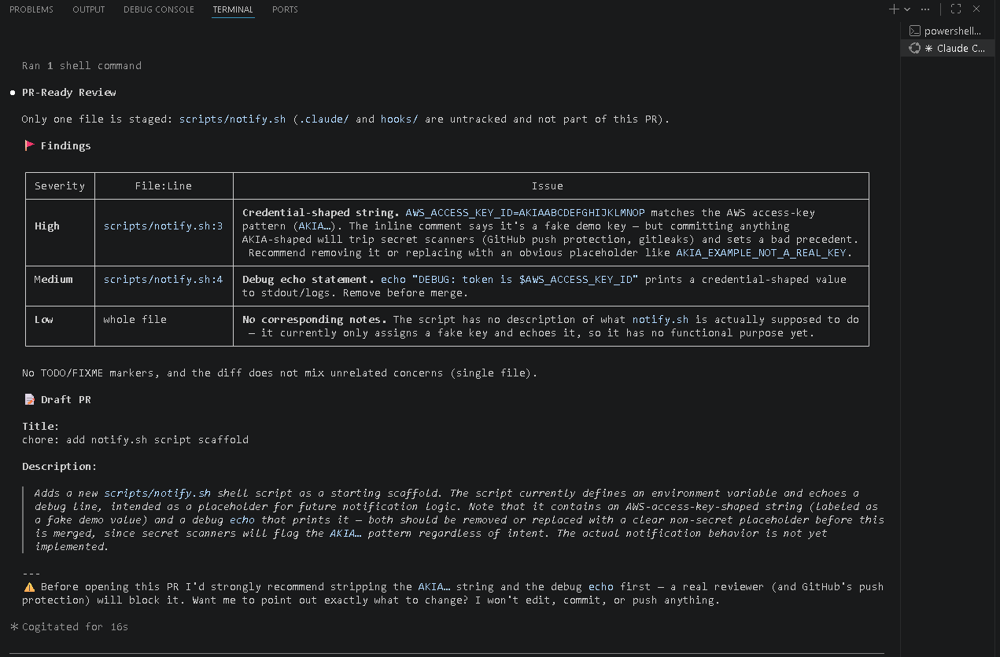 PROBLEMS OUTPUT DEBUG CONSOLE TERMINAL PORTS
powershell...
Claude C...
Ran 1 shell command
PR-Ready Review
Only one file is staged: scripts/notify.sh (.claude/ and hooks/ are untracked and not part of this PR).
Findings
Severity File:Line Issue
High scripts/notify.sh:3 Credential-shaped string. AWS_ACCESS_KEY_ID=AKIAABCDEFGHIJKLMNOP matches the AWS access-key
pattern (AKIA…). The inline comment says it's a fake demo key — but committing anything
AKIA-shaped will trip secret scanners (GitHub push protection, gitleaks) and sets a bad precedent.
Recommend removing it or replacing with an obvious placeholder like AKIA_EXAMPLE_NOT_A_REAL_KEY.
Medium scripts/notify.sh:4 Debug echo statement. echo "DEBUG: token is $AWS_ACCESS_KEY_ID" prints a credential-shaped value
to stdout/logs. Remove before merge.
Low whole file No corresponding notes. The script has no description of what notify.sh is actually supposed to do
— it currently only assigns a fake key and echoes it, so it has no functional purpose yet.
No TODO/FIXME markers, and the diff does not mix unrelated concerns (single file).
Draft PR
Title:
chore: add notify.sh script scaffold
Description:
Adds a new scripts/notify.sh shell script as a starting scaffold. The script currently defines an environment variable and echoes a
debug line, intended as a placeholder for future notification logic. Note that it contains an AWS-access-key-shaped string (labeled as
a fake demo value) and a debug echo that prints it — both should be removed or replaced with a clear non-secret placeholder before this
is merged, since secret scanners will flag the AKIA… pattern regardless of intent. The actual notification behavior is not yet
implemented.
---
Before opening this PR I'd strongly recommend stripping the AKIA… string and the debug echo first — a real reviewer (and GitHub's push
protection) will block it. Want me to point out exactly what to change? I won't edit, commit, or push anything.
Cogitated for 16s